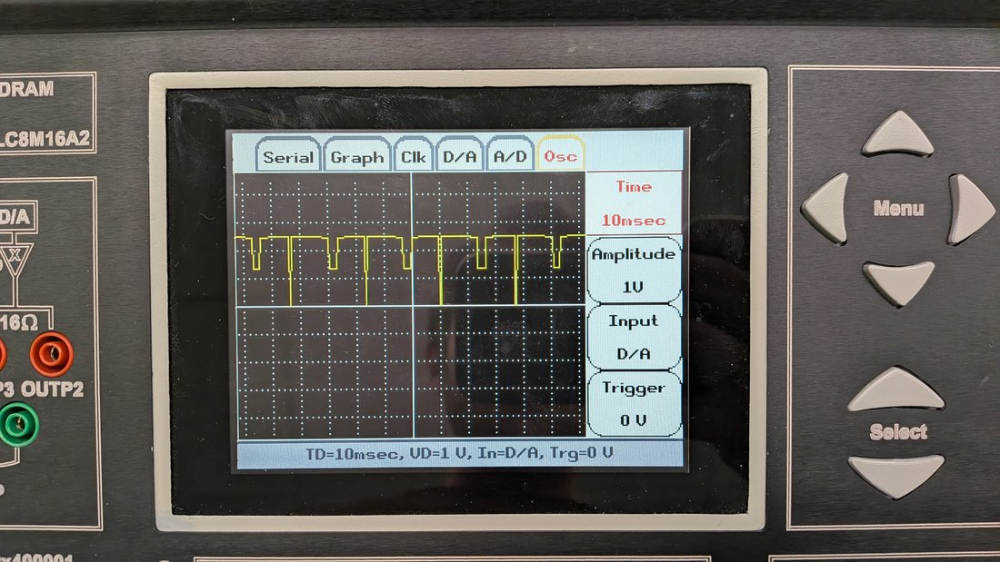 DRAM
LC8M16A2
D/A
X
16Ω
P3 OUTP2
Serial Graph Clk D/A A/D Osc
Time
10msec
Amplitude
1V
Input
D/A
Trigger
0 V
TD=10msec, VD=1 V, In=D/A, Trg=0 V
Menu
Select